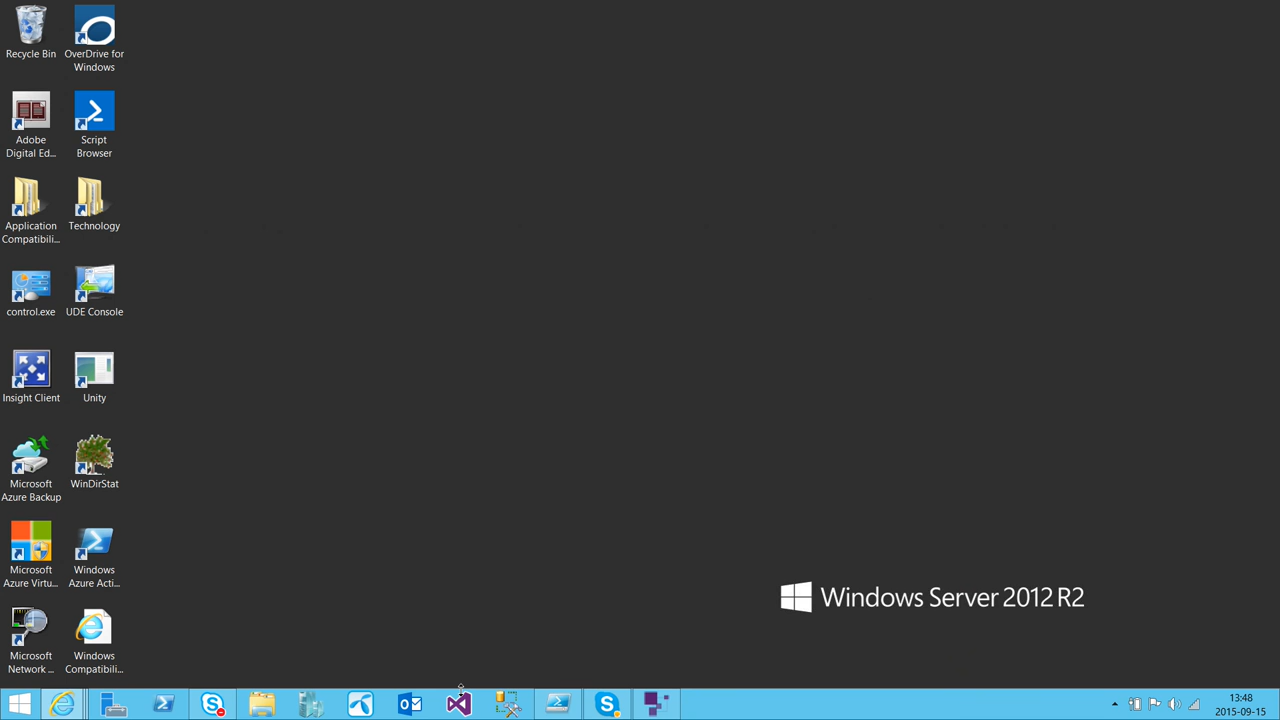 Recycle Bin
OverDrive for
Windows
Adobe
Digital Ed...
Script
Browser
Application
Compatibili...
Technology
control.exe
UDE Console
Insight Client
Unity
Microsoft
Azure Backup
WinDirStat
Microsoft
Azure Virtu...
Windows
Azure Acti...
Microsoft
Network ...
Windows
Compatibili...
Windows Server 2012 R2
13:48
2015-09-15